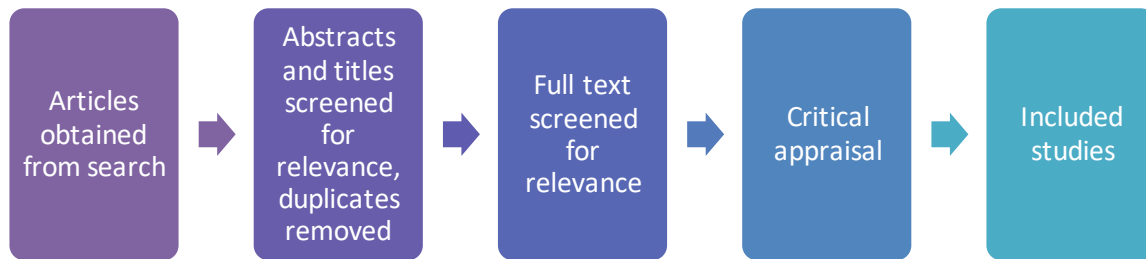 Articles
obtained
from search
Abstracts
and titles
screened
for
relevance,
duplicates
removed
Full text
screened
for
relevance
Critical
appraisal
Included
studies